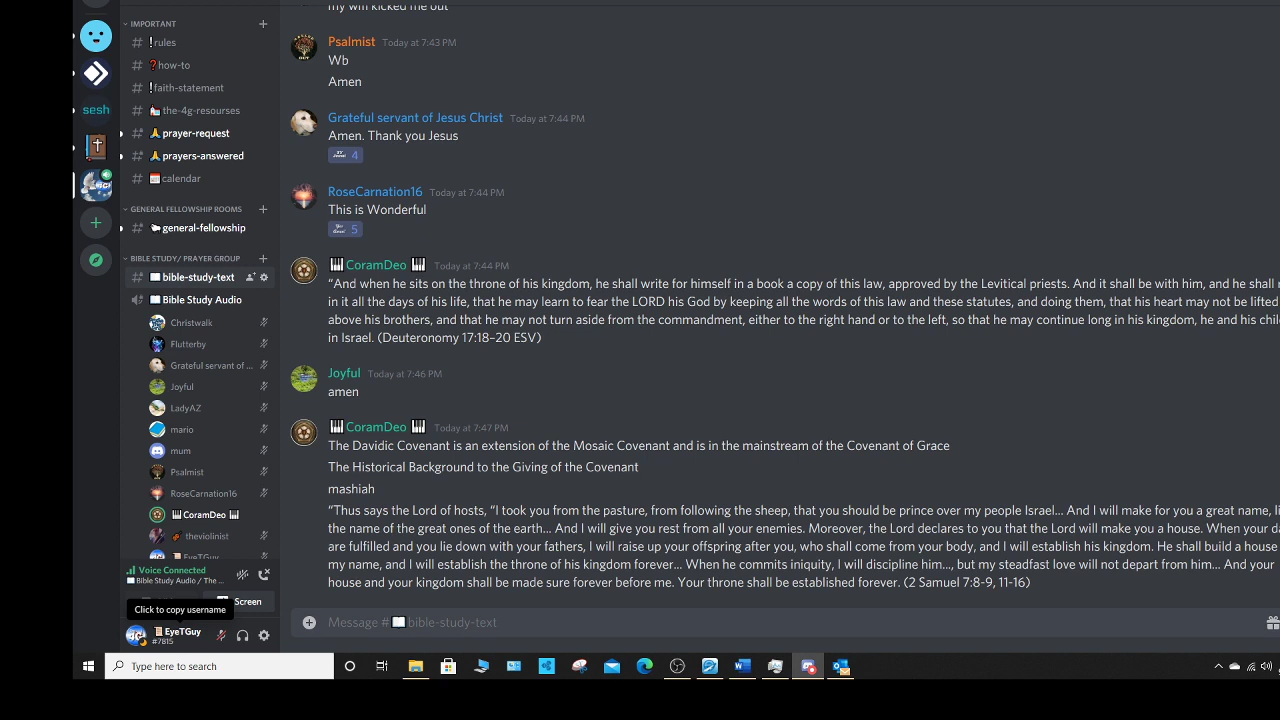 IMPORTANT
!rules
how-to
!faith-statement
the-4g-resourses
prayer-request
prayers-answered
calendar
GENERAL FELLOWSHIP ROOMS
general-fellowship
BIBLE STUDY/ PRAYER GROUP
bible-study-text
Bible Study Audio
Christwalk
Flutterby
Grateful servant of ...
Joyful
LadyAZ
mario
mum
Psalmist
RoseCarnation16
CoramDeo
theviolinist
EyeTGuy
Voice Connected
Bible Study Audio / The ...
Screen
Click to copy username
EyeTGuy
#7815
sesh
my wifi kicked me out
Psalmist Today at 7:43 PM
Wb
Amen
Grateful servant of Jesus Christ Today at 7:44 PM
Amen. Thank you Jesus
4
RoseCarnation16 Today at 7:44 PM
This is Wonderful
5
CoramDeo Today at 7:44 PM
“And when he sits on the throne of his kingdom, he shall write for himself in a book a copy of this law, approved by the Levitical priests. And it shall be with him, and he shall
in it all the days of his life, that he may learn to fear the LORD his God by keeping all the words of this law and these statutes, and doing them, that his heart may not be lifted
above his brothers, and that he may not turn aside from the commandment, either to the right hand or to the left, so that he may continue long in his kingdom, he and his
in Israel. (Deuteronomy 17:18–20 ESV)
Joyful Today at 7:46 PM
amen
CoramDeo Today at 7:47 PM
The Davidic Covenant is an extension of the Mosaic Covenant and is in the mainstream of the Covenant of Grace
The Historical Background to the Giving of the Covenant
mashiah
“Thus says the Lord of hosts, “I took you from the pasture, from following the sheep, that you should be prince over my people Israel... And I will make for you a great name,
the name of the great ones of the earth... And I will give you rest from all your enemies. Moreover, the Lord declares to you that the Lord will make you a house. When your
are fulfilled and you lie down with your fathers, I will raise up your offspring after you, who shall come from your body, and I will establish his kingdom. He shall build a house
my name, and I will establish the throne of his kingdom forever... When he commits iniquity, I will discipline him..., but my steadfast love will not depart from him... And your
house and your kingdom shall be made sure forever before me. Your throne shall be established forever. (2 Samuel 7:8-9, 11-16)
Message # bible-study-text
Type here to search